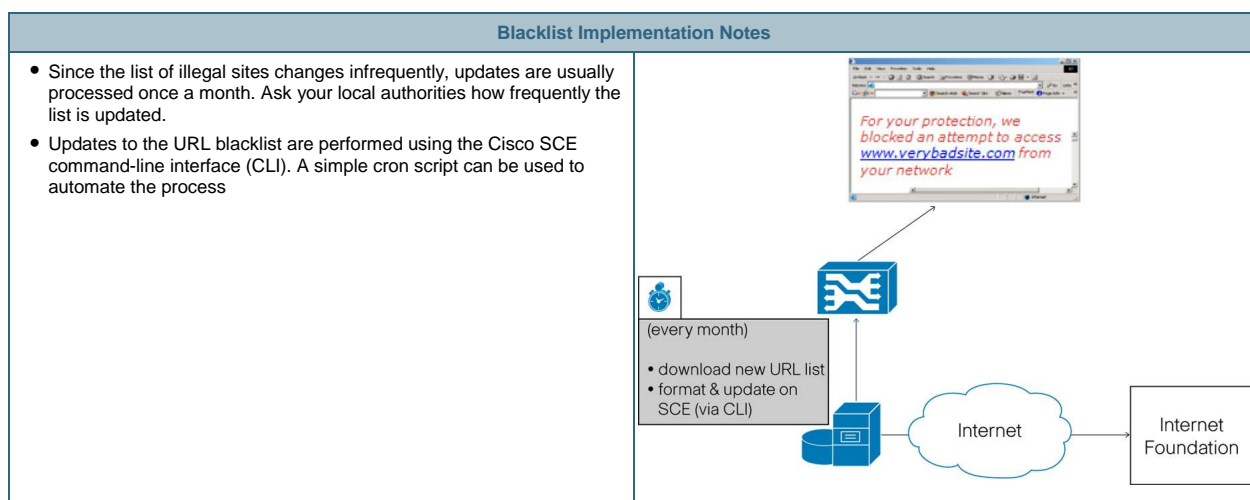 Blacklist Implementation Notes
• Since the list of illegal sites changes infrequently, updates are usually
processed once a month. Ask your local authorities how frequently the
list is updated.
• Updates to the URL blacklist are performed using the Cisco SCE
command-line interface (CLI). A simple cron script can be used to
automate the process
For your protection, we
blocked an attempt to access
www.verybadsite.com from
your network
(every month)
• download new URL list
• format & update on
SCE (via CLI)
Internet
Internet
Foundation